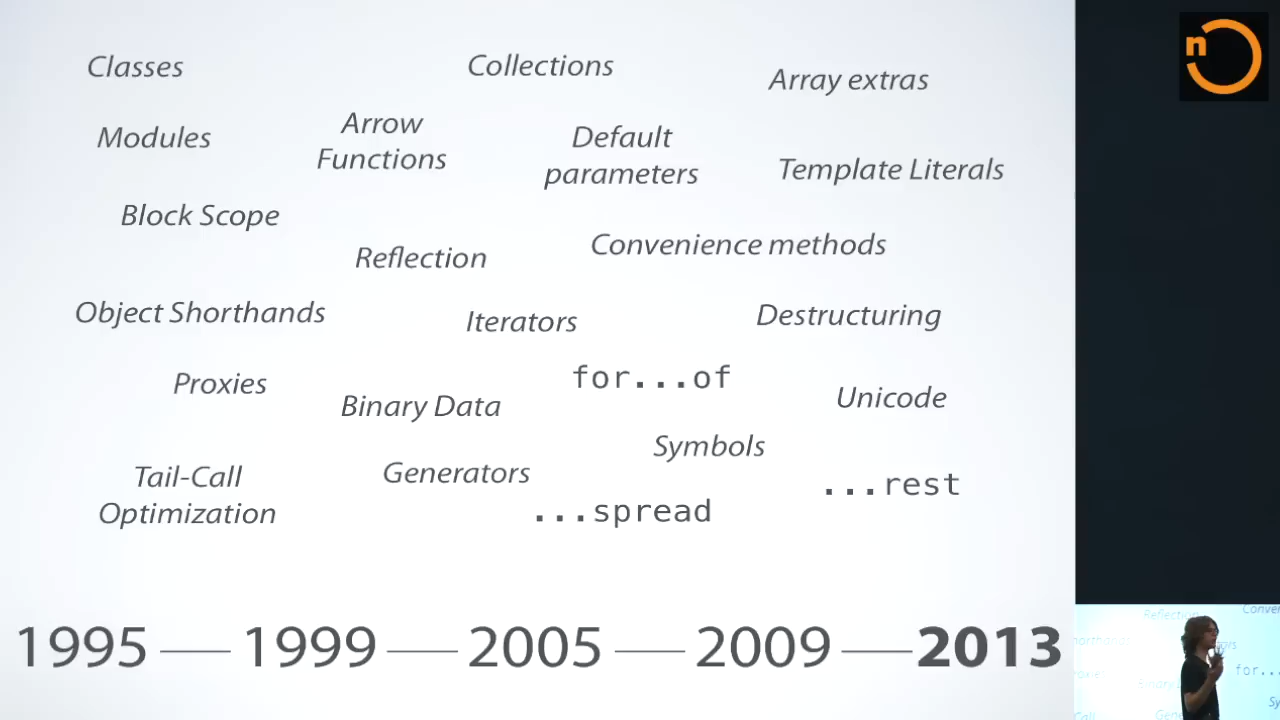 Classes
Collections
Array extras
Modules
Arrow
Functions
Default
parameters
Template Literals
Block Scope
Reflection
Convenience methods
Object Shorthands
Iterators
Destructuring
Proxies
Binary Data
for...of
Unicode
Symbols
Tail-Call
Optimization
Generators
...spread
...rest
1995 — 1999 — 2005 — 2009 — 2013
n
Reflection
for...